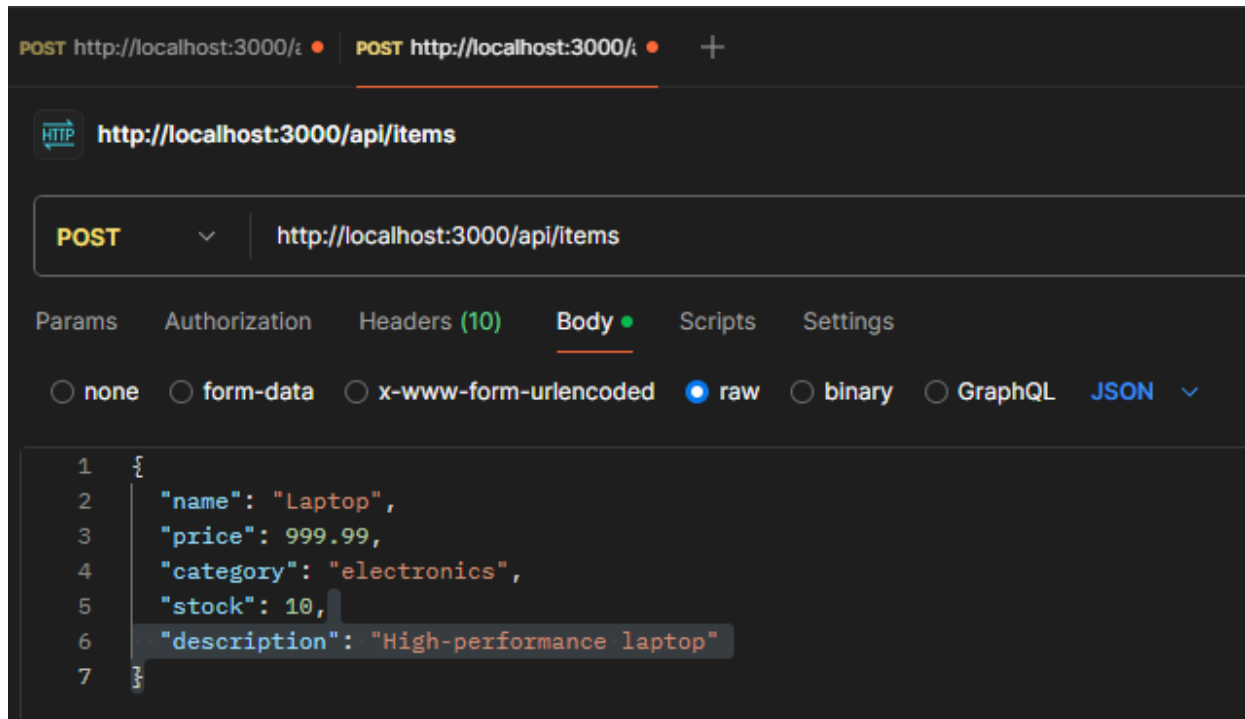 POST http://localhost:3000/a POST http://localhost:3000/a
HTTP http://localhost:3000/api/items
POST http://localhost:3000/api/items
Params Authorization Headers (10) Body Scripts Settings
none form-data x-www-form-urlencoded raw binary GraphQL JSON
1 {
2 "name": "Laptop",
3 "price": 999.99,
4 "category": "electronics",
5 "stock": 10,
6 "description": "High-performance laptop"
7 }